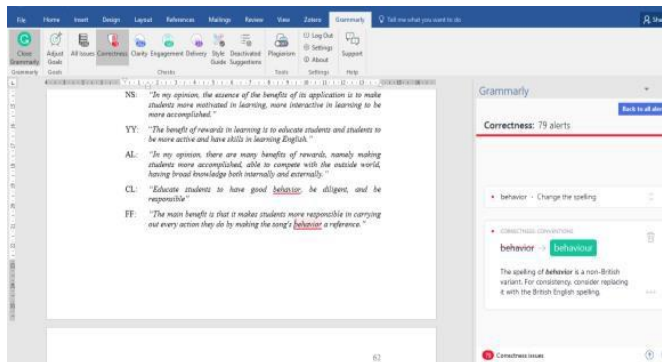 File Home Insert Design Layout References Mailings Review View Zotero Grammarly Tell me what you want to do
Close Grammarly Adjust Goals All Issues Correctness Clarity Engagement Delivery Style Guide Deactivated Suggestions Plagiarism Log Out Settings About Support
Grammarly Goals Checks Tools Settings Help
NS: "In my opinion, the essence of the benefits of its application is to make
students more motivated in learning, more interactive in learning to be
more accomplished."
YY: "The benefit of rewards in learning is to educate students and students to
be more active and have skills in learning English."
AL: "In my opinion, there are many benefits of rewards, namely making
students more accomplished, able to compete with the outside world,
having broad knowledge both internally and externally."
CL: "Educate students to have good behavior, be diligent, and be
responsible"
FF: "The main benefit is that it makes students more responsible in carrying
out every action they do by making the song's behavior a reference."
62
Grammarly
Back to all
Correctness: 79 alerts
behavior - Change the spelling
CORRECTNESS: CONVENTIONS
behavior → behaviour
The spelling of behavior is a non-British
variant. For consistency, consider replacing
it with the British English spelling.
Correctness issues